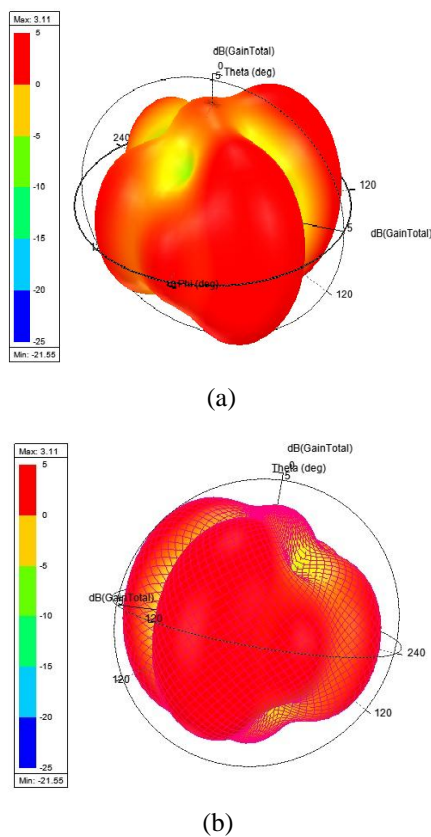 Max: 3.11
5
0
-5
-10
-15
-20
-25
Min: -21.55
dB(GainTotal)
0
5
Theta (deg)
240
120
5
dB(GainTotal)
Phi (deg)
120
(a)
Max: 3.11
5
0
-5
-10
-15
-20
-25
Min: -21.55
dB(GainTotal)
0
Theta (deg)
5
dB(GainTotal)
120
120
240
120
(b)